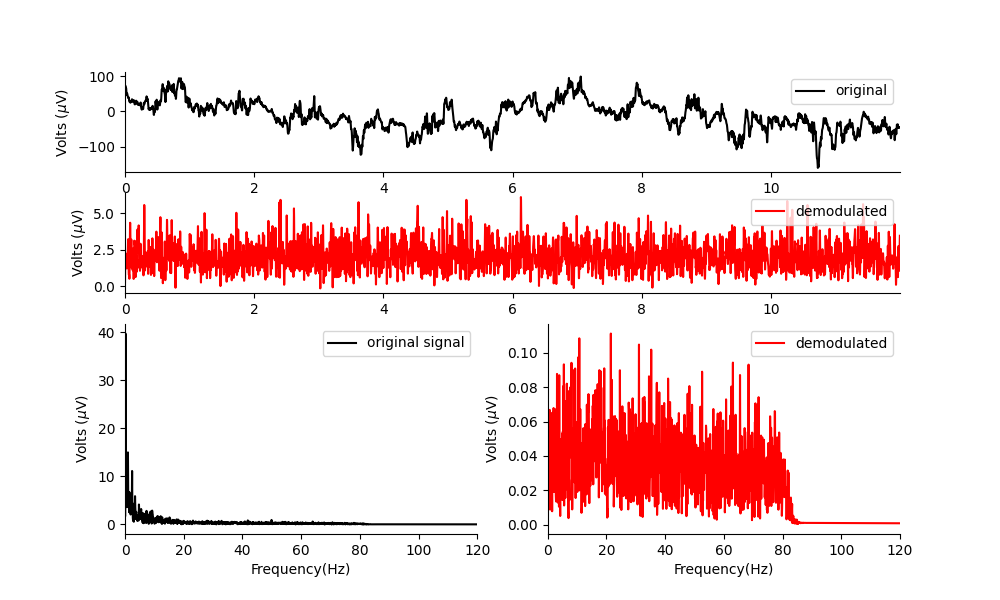 Volts (μV)
100
0
−100
original
0 2 4 6 8 10
Volts (μV)
5.0
2.5
0.0
demodulated
0 2 4 6 8 10
Volts (μV)
40
30
20
10
0
original signal
0 20 40 60 80 100 120
Frequency(Hz)
Volts (μV)
0.10
0.08
0.06
0.04
0.02
0.00
demodulated
0 20 40 60 80 100 120
Frequency(Hz)